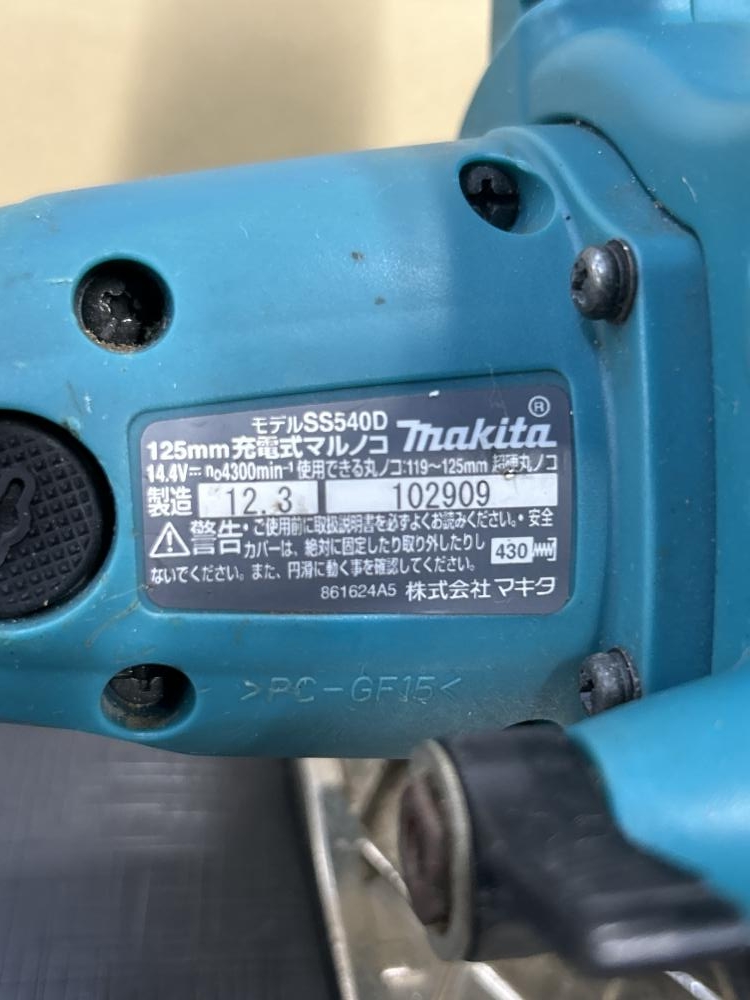 モデルSS540D
makita®
125mm充電式マルノコ
14.4V⎓ n₀4300min⁻¹ 使用できる丸ノコ:119～125mm 超硬丸ノコ
製造 12.3 102909
⚠警告・ご使用前に取扱説明書を必ずよくお読みください。・安全
カバーは、絶対に固定したり取り外したりし
ないでください。また、円滑に動く事を確認してください。
430
861624A5 株式会社マキタ
>PC-GF15<